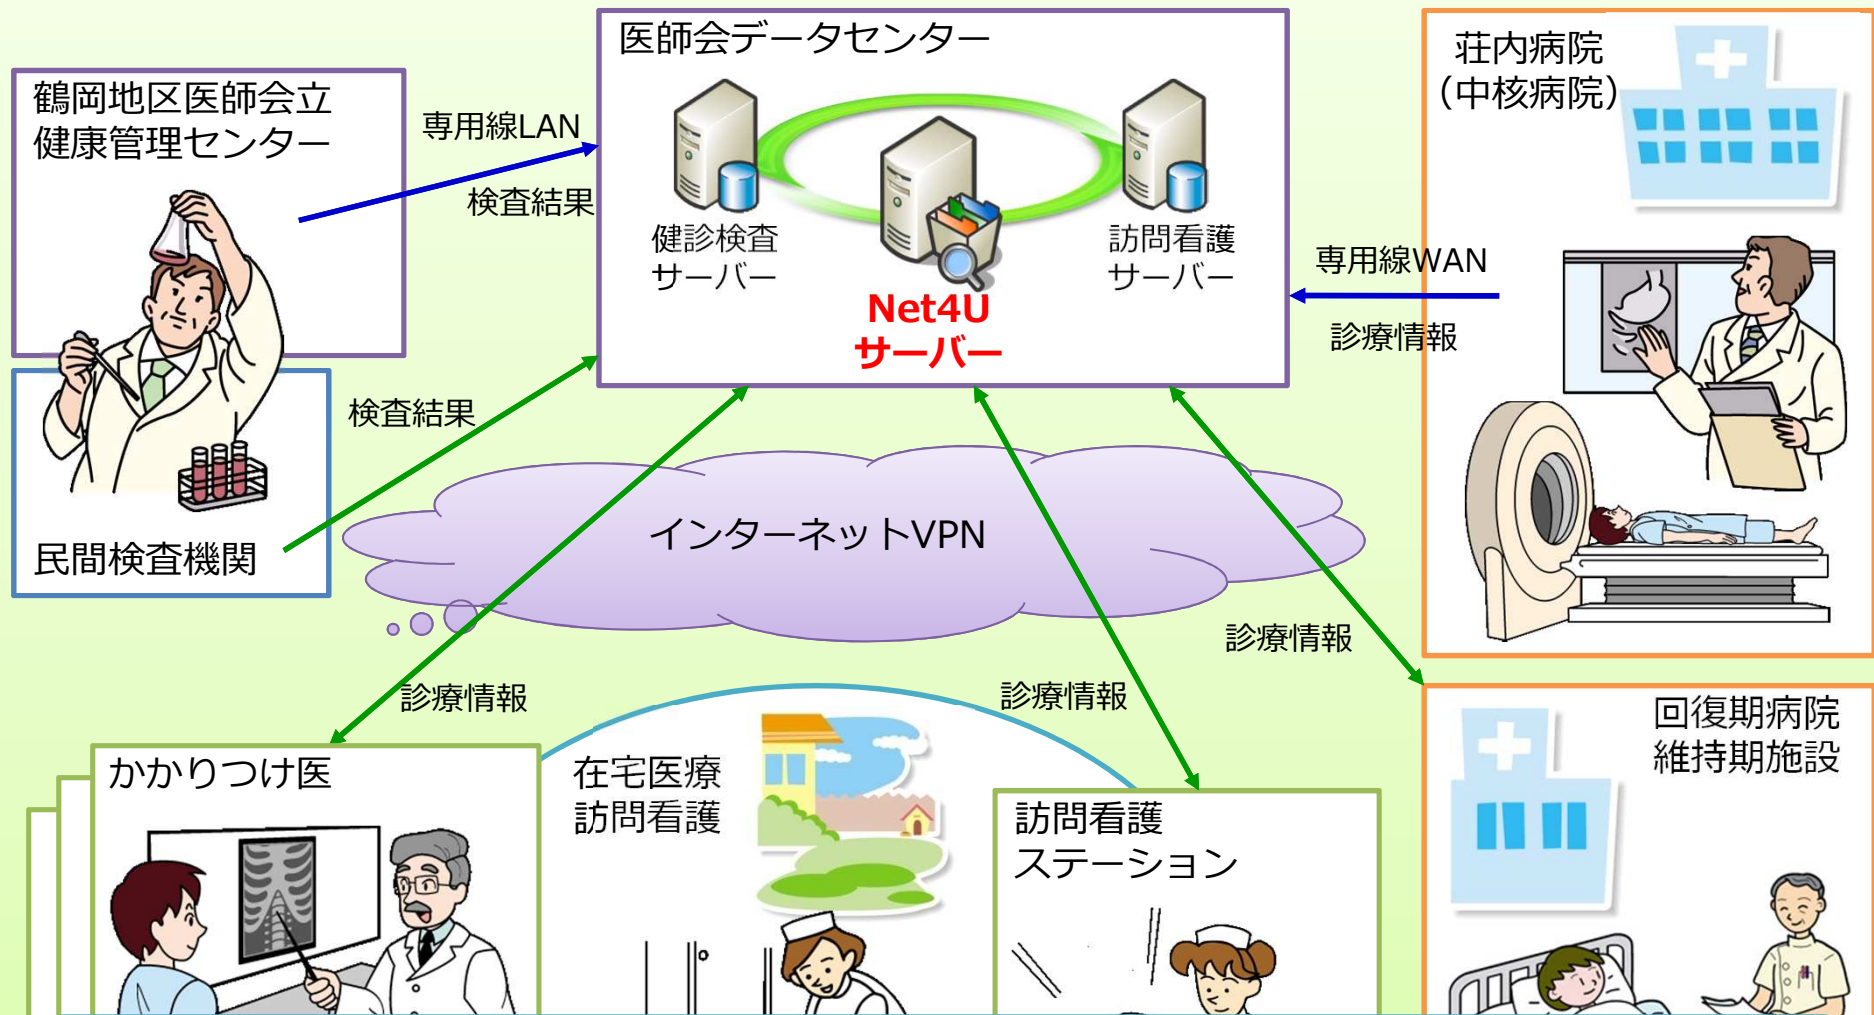 医師会データセンター
荘内病院
（中核病院）
鶴岡地区医師会立
健康管理センター
専用線LAN
検査結果
健診検査
サーバー
訪問看護
サーバー
Net4U
サーバー
専用線WAN
診療情報
検査結果
民間検査機関
インターネットVPN
診療情報
診療情報
診療情報
かかりつけ医
在宅医療
訪問看護
訪問看護
ステーション
回復期病院
維持期施設